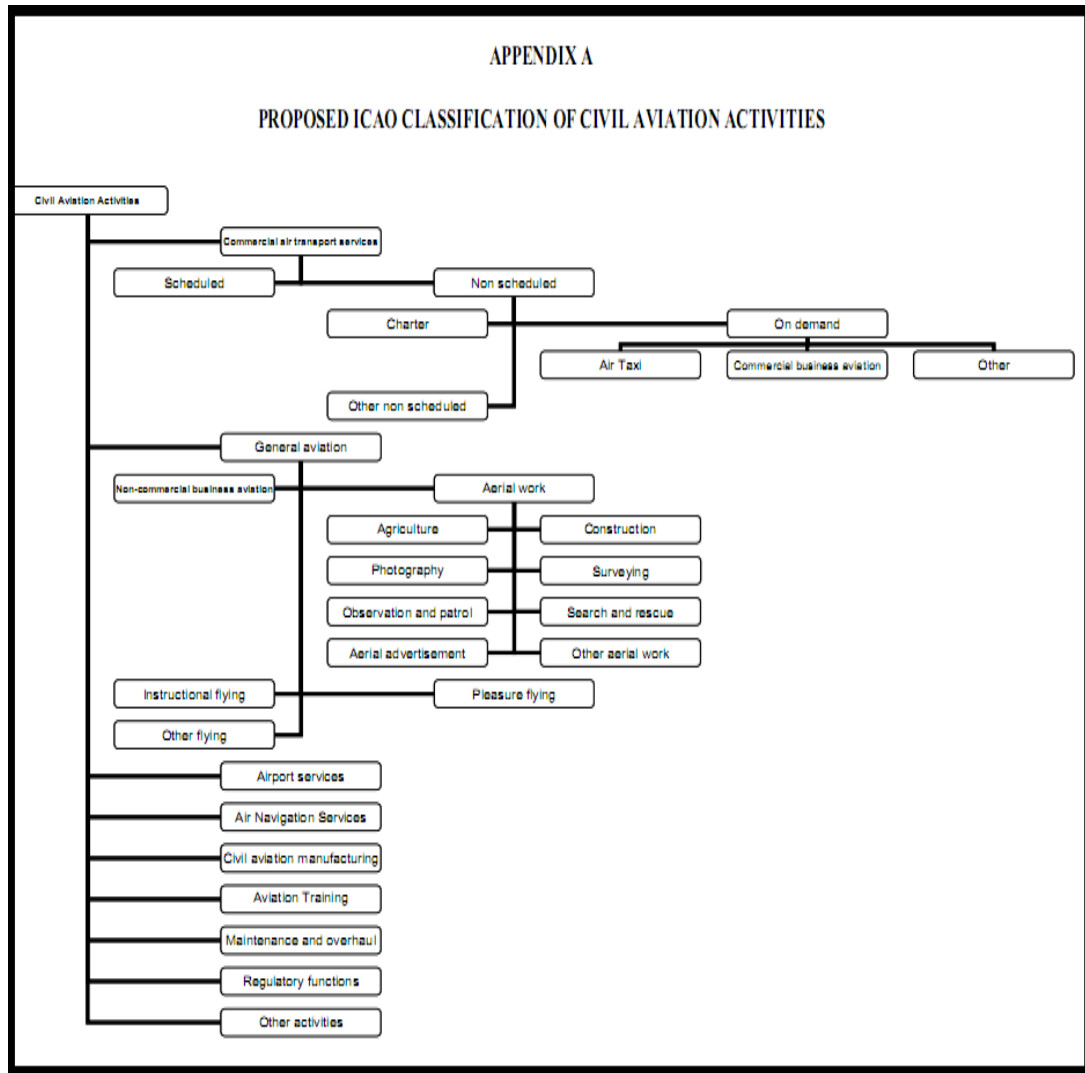 APPENDIX A
PROPOSED ICAO CLASSIFICATION OF CIVIL AVIATION ACTIVITIES
Civil Aviation Activities
Commercial air transport services
Scheduled
Non scheduled
Charter
On demand
Air Taxi
Commercial business aviation
Other
Other non scheduled
General aviation
Non-commercial business aviation
Aerial work
Agriculture
Construction
Photography
Surveying
Observation and patrol
Search and rescue
Aerial advertisement
Other aerial work
Instructional flying
Pleasure flying
Other flying
Airport services
Air Navigation Services
Civil aviation manufacturing
Aviation Training
Maintenance and overhaul
Regulatory functions
Other activities